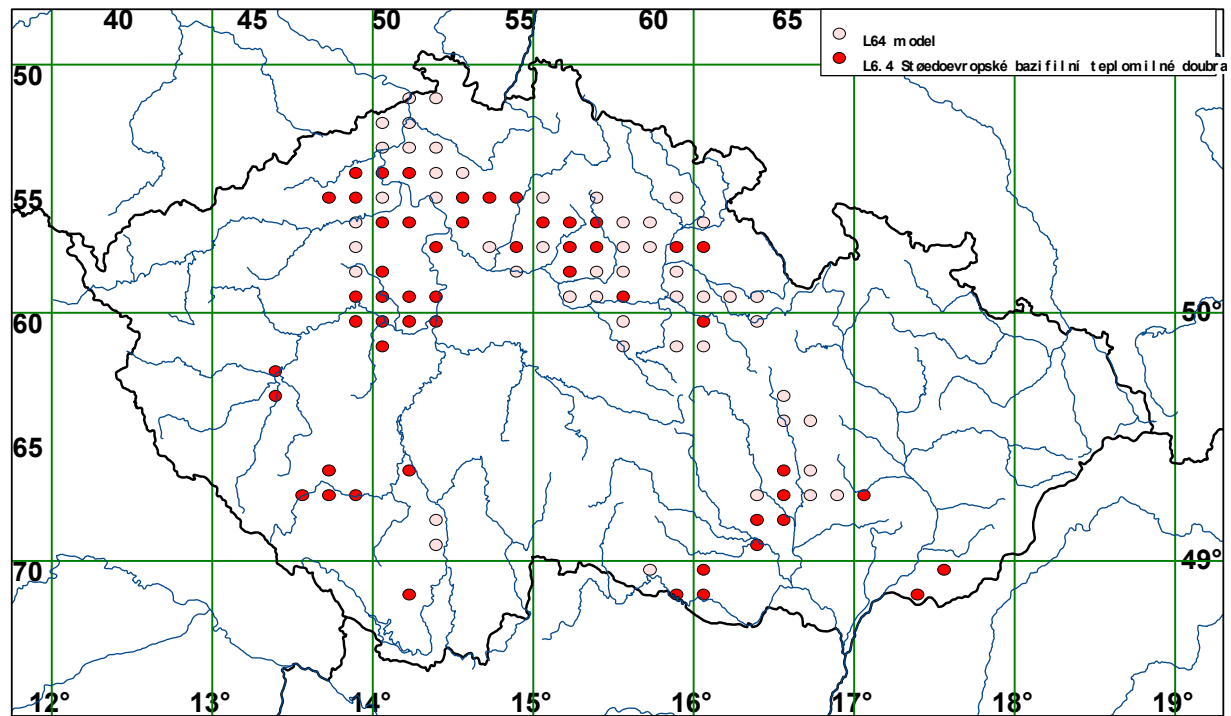 40 45 50 55 60 65
L64 model
L6.4 Støedoevropské bazifilní teplomilné doubra
50
55
60 50°
65
70 49°
12° 13° 14° 15° 16° 17° 18° 19°